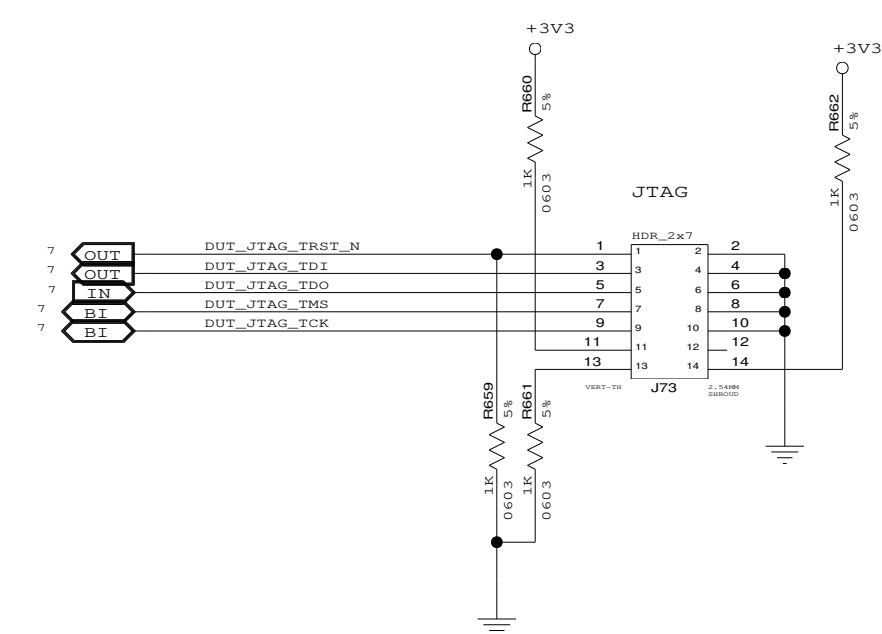 +3V3
+3V3
R660
5%
1K
0603
R662
5%
1K
0603
JTAG
HDR_2x7
7 OUT DUT_JTAG_TRST_N 1 1 2 2
7 OUT DUT_JTAG_TDI 3 3 4 4
7 IN DUT_JTAG_TDO 5 5 6 6
7 BI DUT_JTAG_TMS 7 7 8 8
7 BI DUT_JTAG_TCK 9 9 10 10
11 11 12 12
13 13 14 14
VERT-TH J73 2.54MM
SHROUD
R659
5%
1K
0603
R661
5%
1K
0603